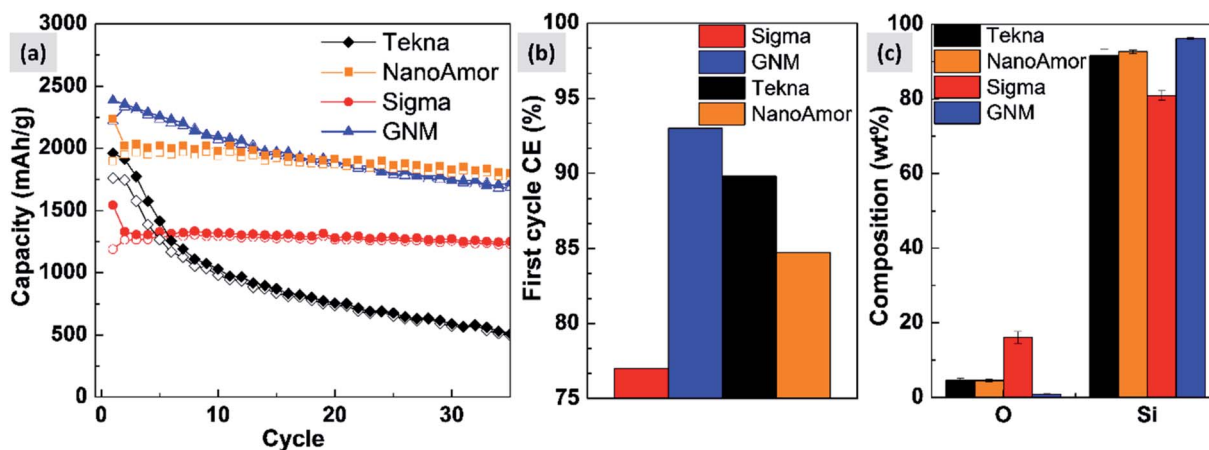 (a)
3000
2500
2000
1500
1000
500
0
Capacity (mAh/g)
Tekna
NanoAmor
Sigma
GNM
0 10 20 30
Cycle
(b)
100
95
90
85
80
75
First cycle CE (%)
Sigma
GNM
Tekna
NanoAmor
(c)
100
80
60
40
20
0
Composition (wt%)
Tekna
NanoAmor
Sigma
GNM
O Si